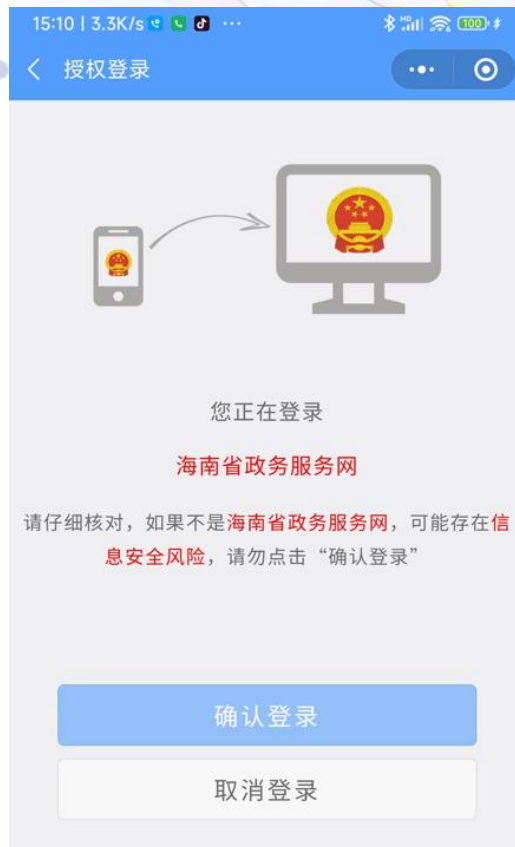 15:10 | 3.3K/s ...
100
授权登录
您正在登录
海南省政务服务网
请仔细核对，如果不是海南省政务服务网，可能存在信
息安全风险，请勿点击“确认登录”
确认登录
取消登录